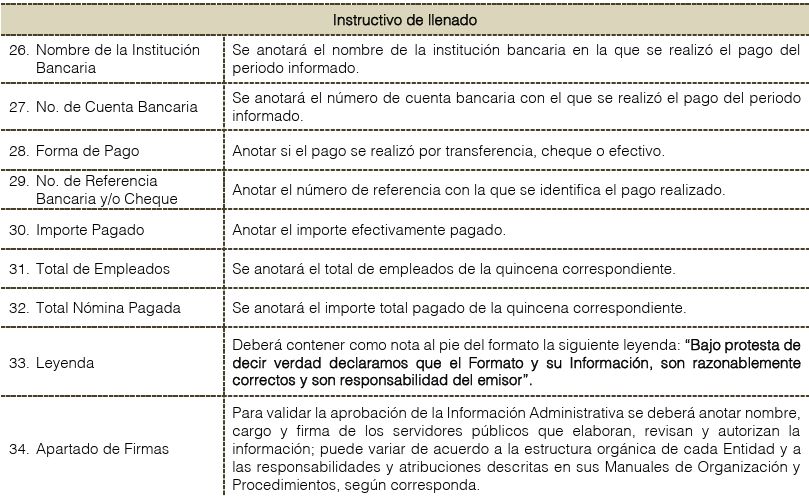 Instructivo de llenado
26. Nombre de la Institución
Bancaria
Se anotará el nombre de la institución bancaria en la que se realizó el pago del
periodo informado.
27. No. de Cuenta Bancaria
Se anotará el número de cuenta bancaria con el que se realizó el pago del periodo
informado.
28. Forma de Pago
Anotar si el pago se realizó por transferencia, cheque o efectivo.
29. No. de Referencia
Bancaria y/o Cheque
Anotar el número de referencia con la que se identifica el pago realizado.
30. Importe Pagado
Anotar el importe efectivamente pagado.
31. Total de Empleados
Se anotará el total de empleados de la quincena correspondiente.
32. Total Nómina Pagada
Se anotará el importe total pagado de la quincena correspondiente.
33. Leyenda
Deberá contener como nota al pie del formato la siguiente leyenda: “Bajo protesta de
decir verdad declaramos que el Formato y su Información, son razonablemente
correctos y son responsabilidad del emisor”.
34. Apartado de Firmas
Para validar la aprobación de la Información Administrativa se deberá anotar nombre,
cargo y firma de los servidores públicos que elaboran, revisan y autorizan la
información; puede variar de acuerdo a la estructura orgánica de cada Entidad y a
las responsabilidades y atribuciones descritas en sus Manuales de Organización y
Procedimientos, según corresponda.